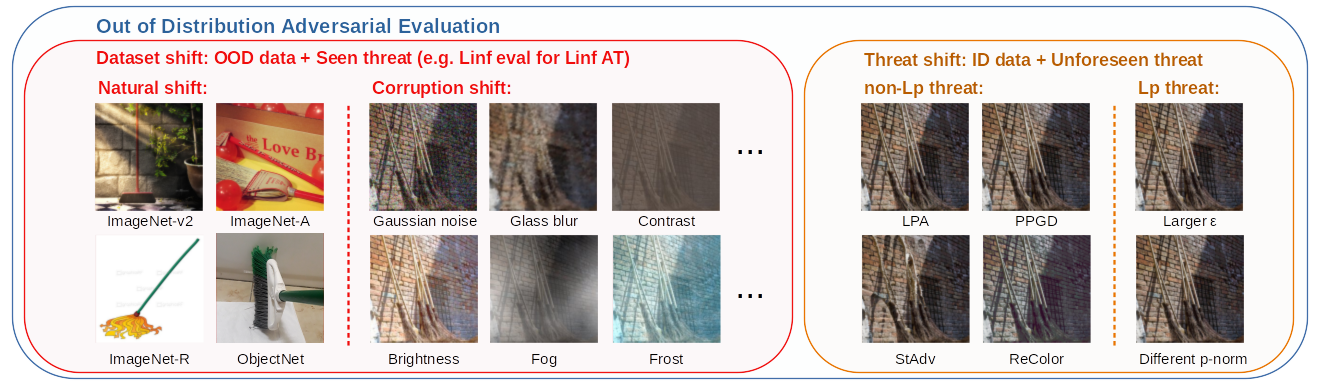 Out of Distribution Adversarial Evaluation
Dataset shift: OOD data + Seen threat (e.g. Linf eval for Linf AT)
Natural shift:
Corruption shift:
the Love Br
ImageNet-v2
ImageNet-A
Gaussian noise
Glass blur
Contrast
...
ImageNet-R
ObjectNet
Brightness
Fog
Frost
...
Threat shift: ID data + Unforeseen threat
non-Lp threat:
Lp threat:
LPA
PPGD
Larger ε
StAdv
ReColor
Different p-norm